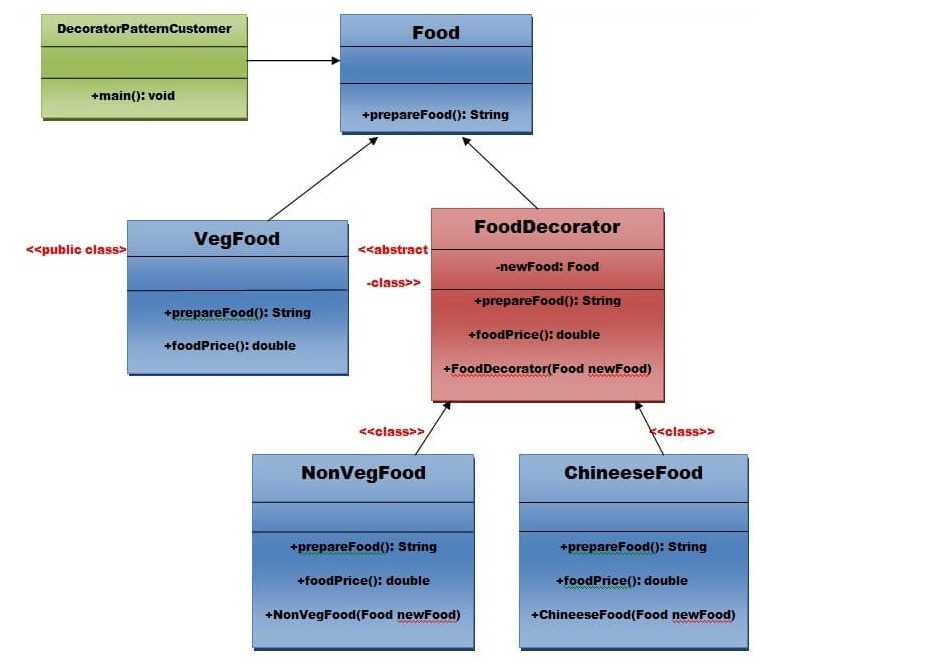 DecoratorPatternCustomer
+main(): void
Food
+prepareFood(): String
<<public class>
VegFood
+prepareFood(): String
+foodPrice(): double
<<abstract
-class>>
FoodDecorator
-newFood: Food
+prepareFood(): String
+foodPrice(): double
+FoodDecorator(Food newFood)
<<class>>
NonVegFood
+prepareFood(): String
+foodPrice(): double
+NonVegFood(Food newFood)
<<class>>
ChineeseFood
+prepareFood(): String
+foodPrice(): double
+ChineeseFood(Food newFood)